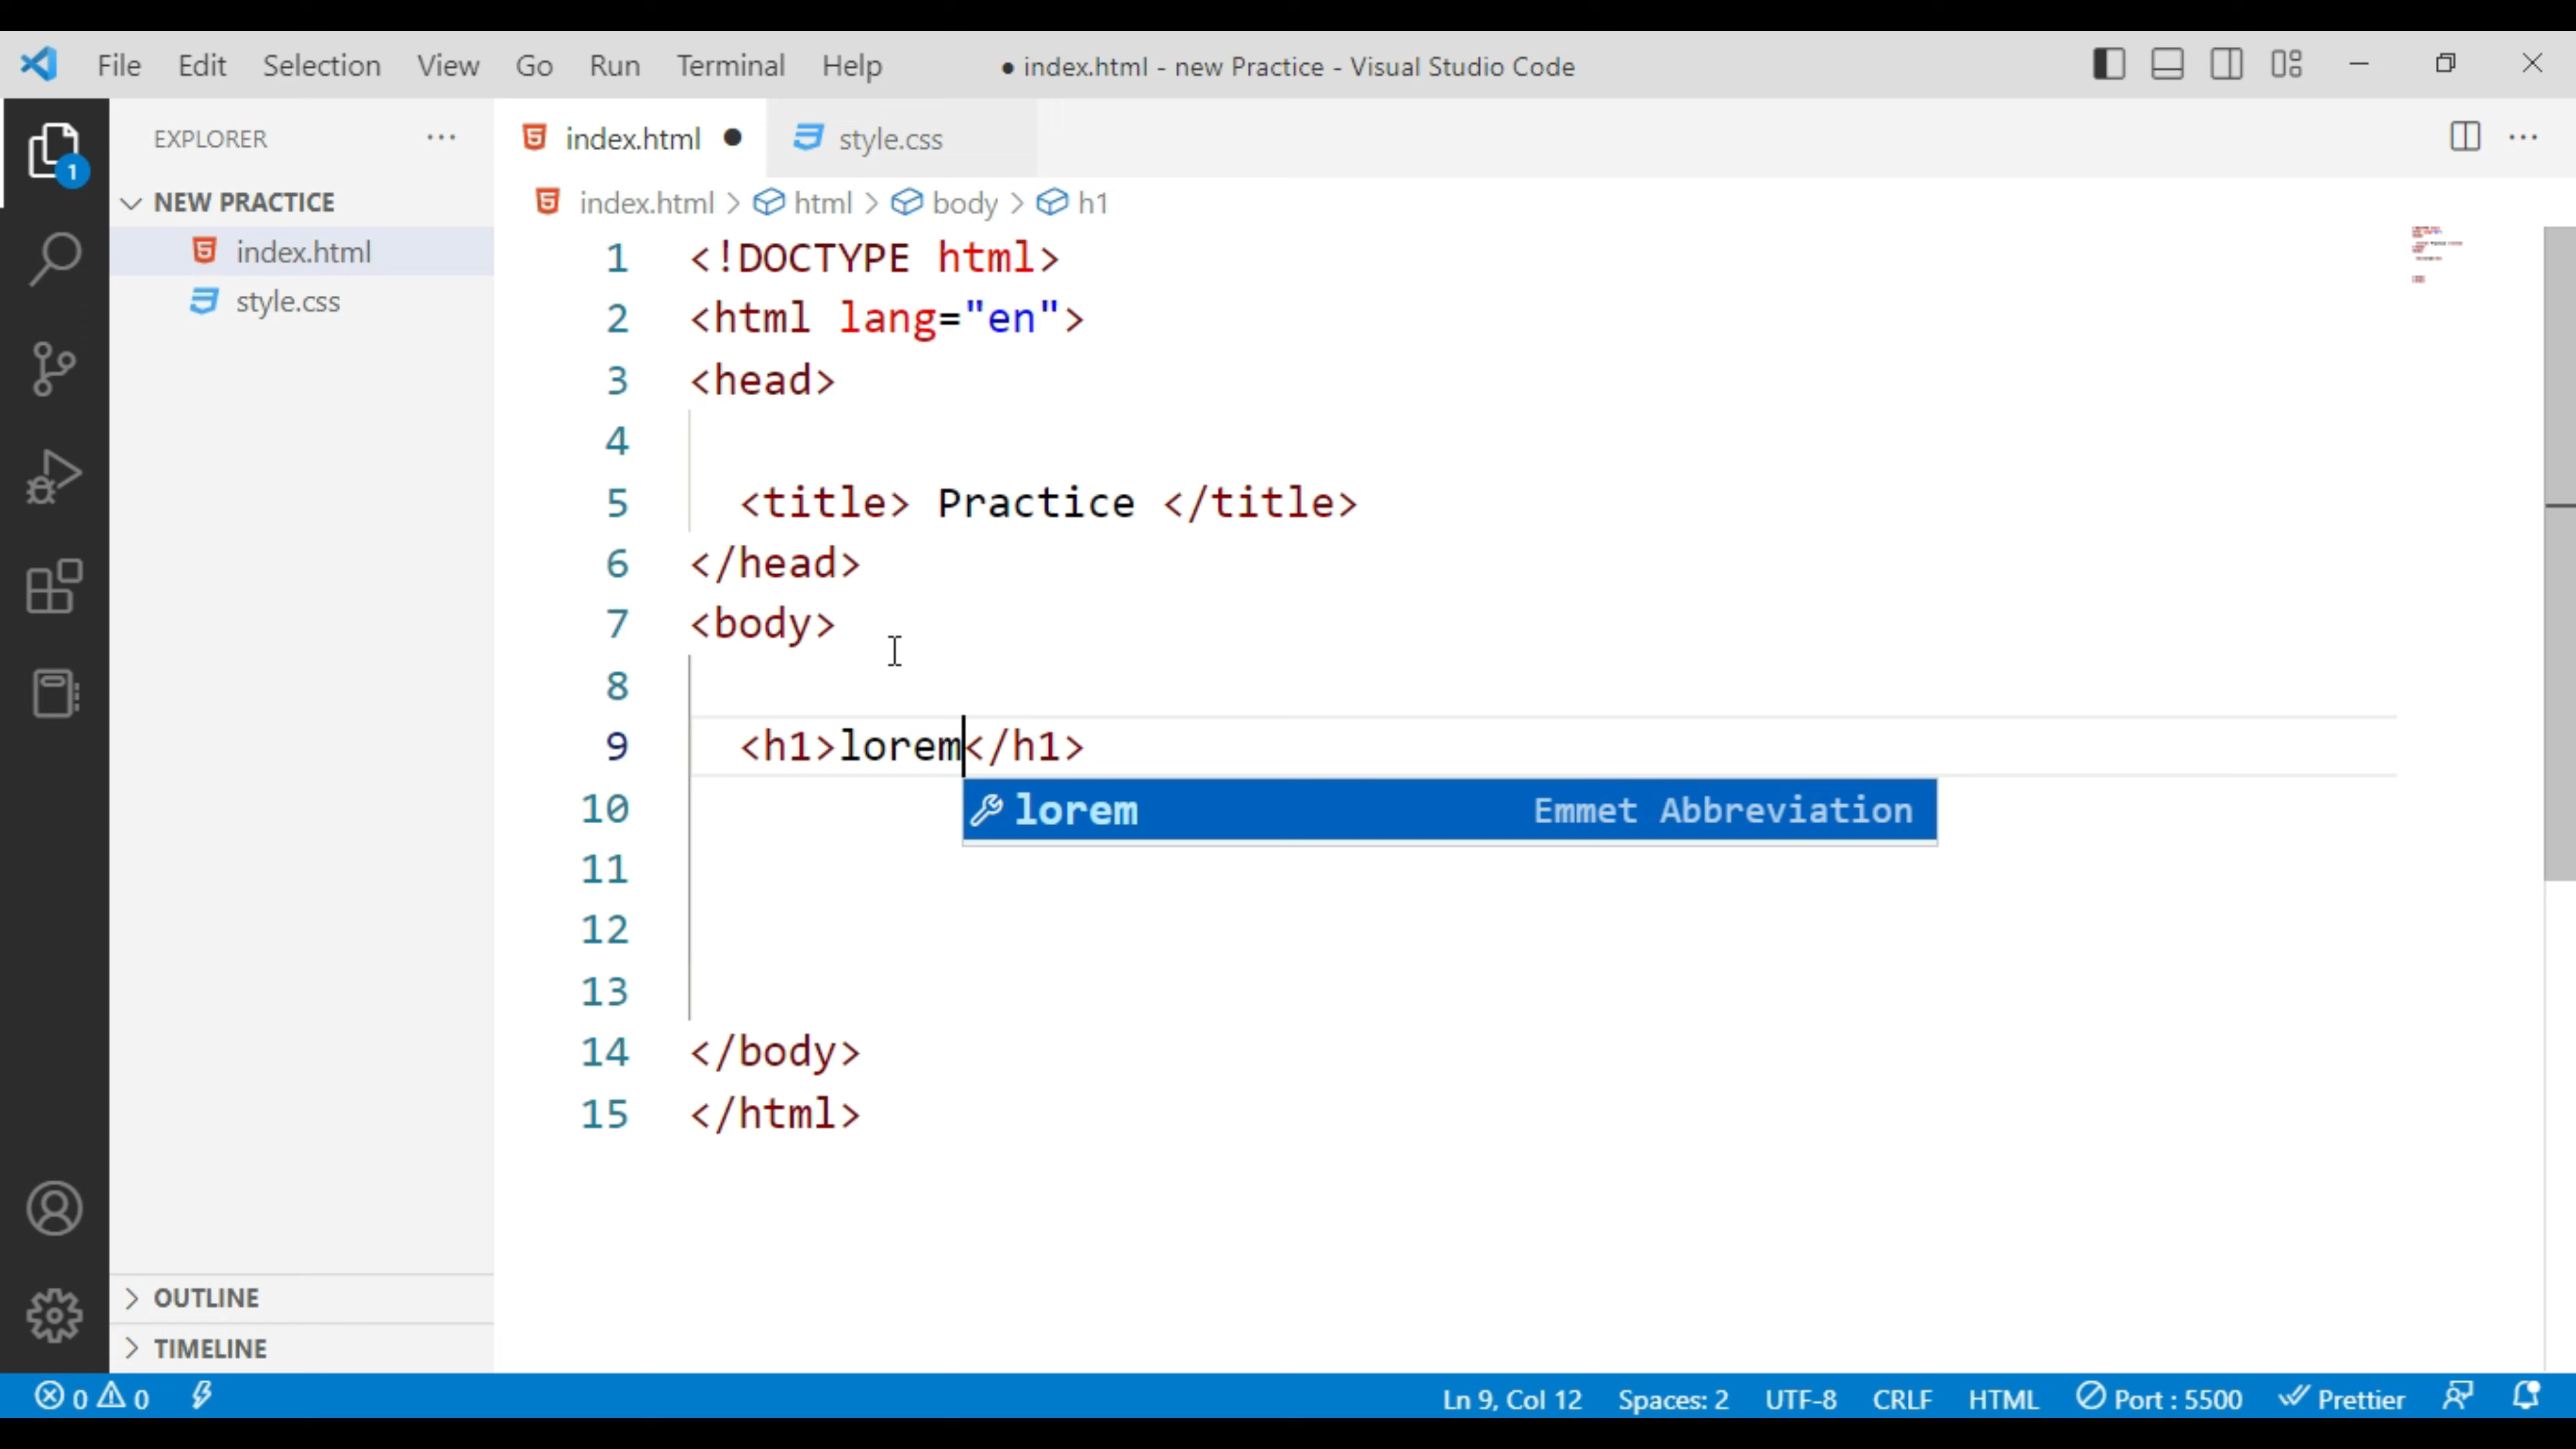 File Edit Selection View Go Run Terminal Help ● index.html - new Practice - Visual Studio Code
EXPLORER ···
index.html ● style.css
1
NEW PRACTICE
index.html
style.css
index.html > html > body > h1
1 <!DOCTYPE html>
2 <html lang="en">
3 <head>
4
5 <title> Practice </title>
6 </head>
7 <body>
8
9 <h1>lorem</h1>
lorem Emmet Abbreviation
10
11
12
13
14 </body>
15 </html>
OUTLINE
TIMELINE
0 0 Ln 9, Col 12 Spaces: 2 UTF-8 CRLF HTML Port : 5500 Prettier